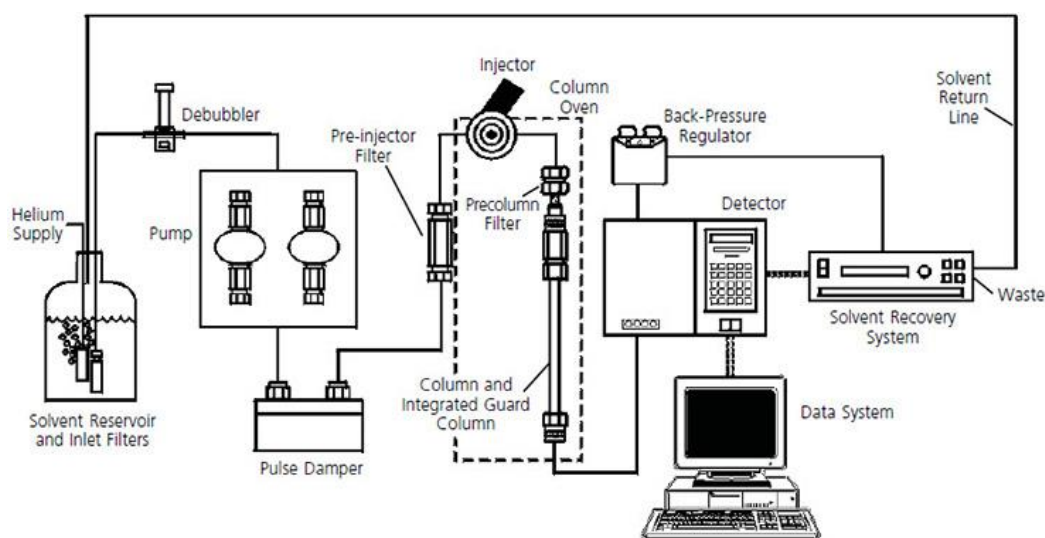 Injector
Column
Oven
Solvent
Return
Line
Debubbler
Back-Pressure
Regulator
Pre-injector
Filter
Helium
Supply
Pump
Precolumn
Filter
Detector
Waste
Solvent Recovery
System
Column and
Integrated Guard
Column
Data System
Solvent Reservoir
and Inlet Filters
Pulse Damper